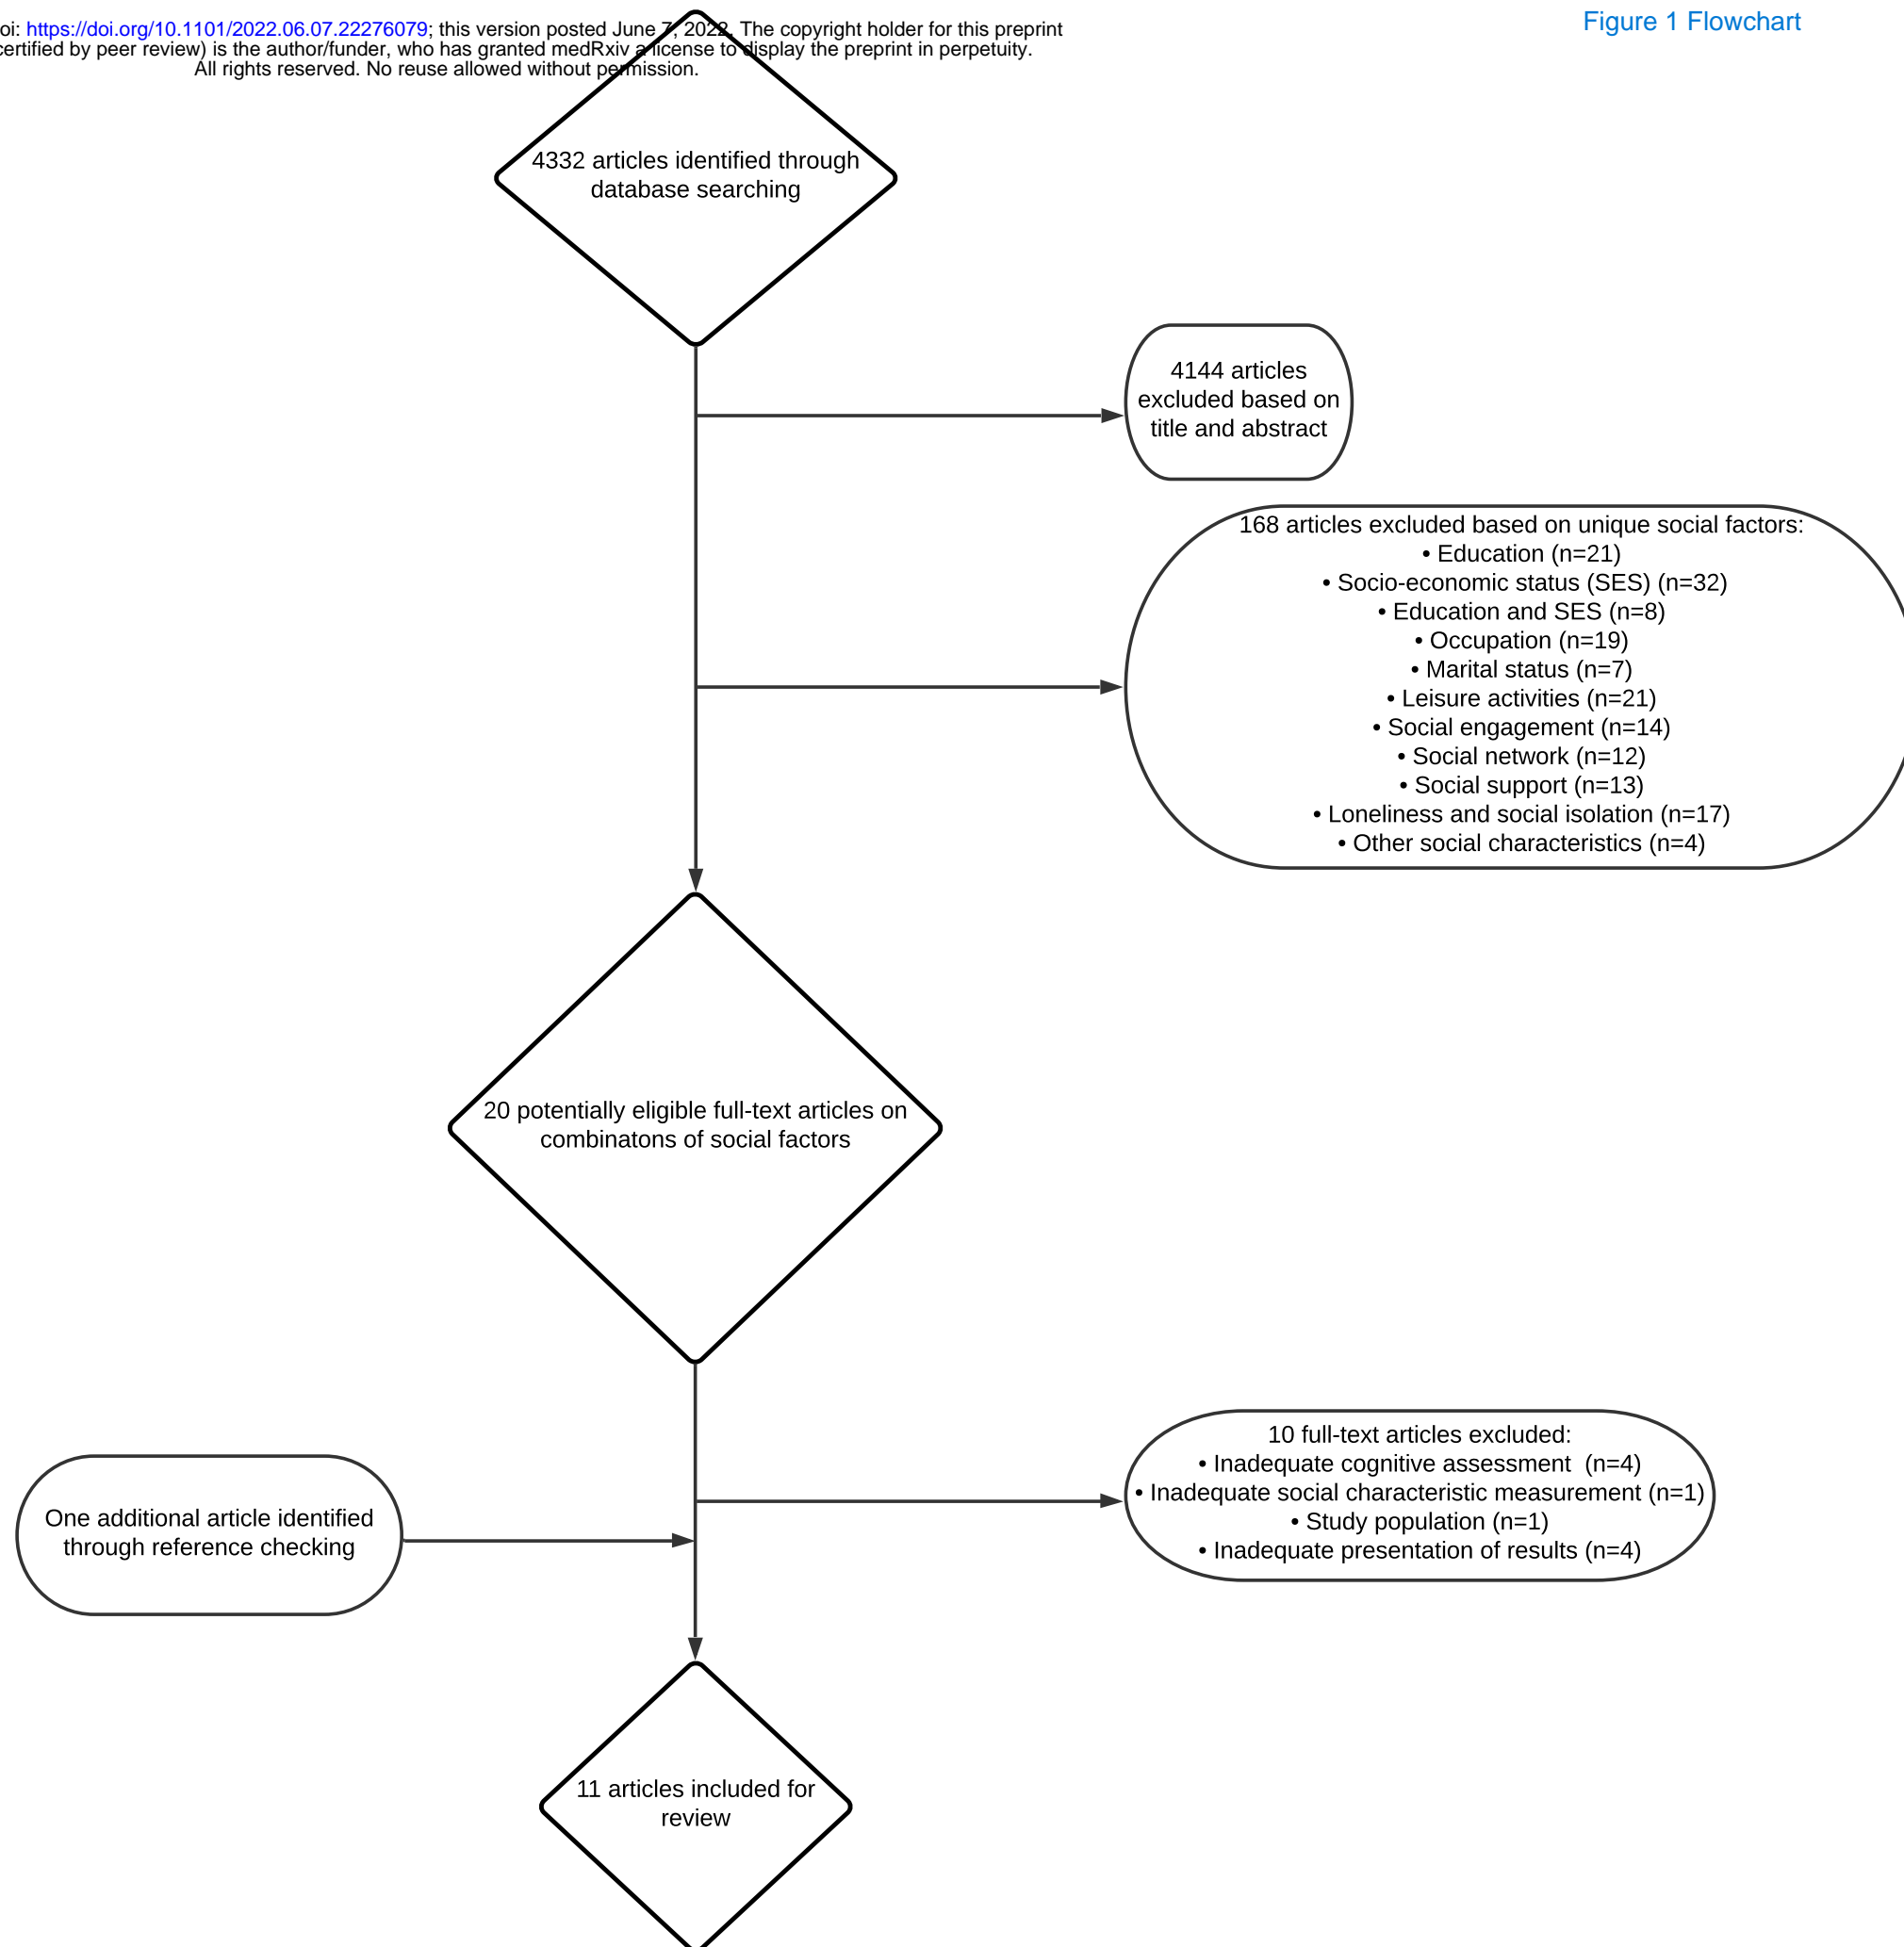 oi: https://doi.org/10.1101/2022.06.07.22276079; this version posted June 7, 2022. The copyright holder for this preprint
certified by peer review) is the author/funder, who has granted medRxiv a license to display the preprint in perpetuity.
All rights reserved. No reuse allowed without permission.
Figure 1 Flowchart
4332 articles identified through
database searching
4144 articles
excluded based on
title and abstract
168 articles excluded based on unique social factors:
• Education (n=21)
• Socio-economic status (SES) (n=32)
• Education and SES (n=8)
• Occupation (n=19)
• Marital status (n=7)
• Leisure activities (n=21)
• Social engagement (n=14)
• Social network (n=12)
• Social support (n=13)
• Loneliness and social isolation (n=17)
• Other social characteristics (n=4)
20 potentially eligible full-text articles on
combinatons of social factors
10 full-text articles excluded:
• Inadequate cognitive assessment  (n=4)
• Inadequate social characteristic measurement (n=1)
• Study population (n=1)
• Inadequate presentation of results (n=4)
One additional article identified
through reference checking
11 articles included for
review